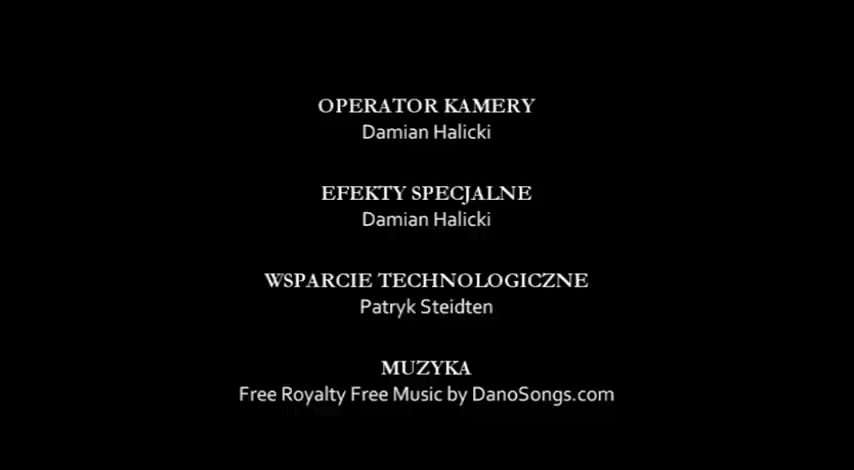 OPERATOR KAMERY
Damian Halicki
EFEKTY SPECJALNE
Damian Halicki
WSPARCIE TECHNOLOGICZNE
Patryk Steidten
MUZYKA
Free Royalty Free Music by DanoSongs.com